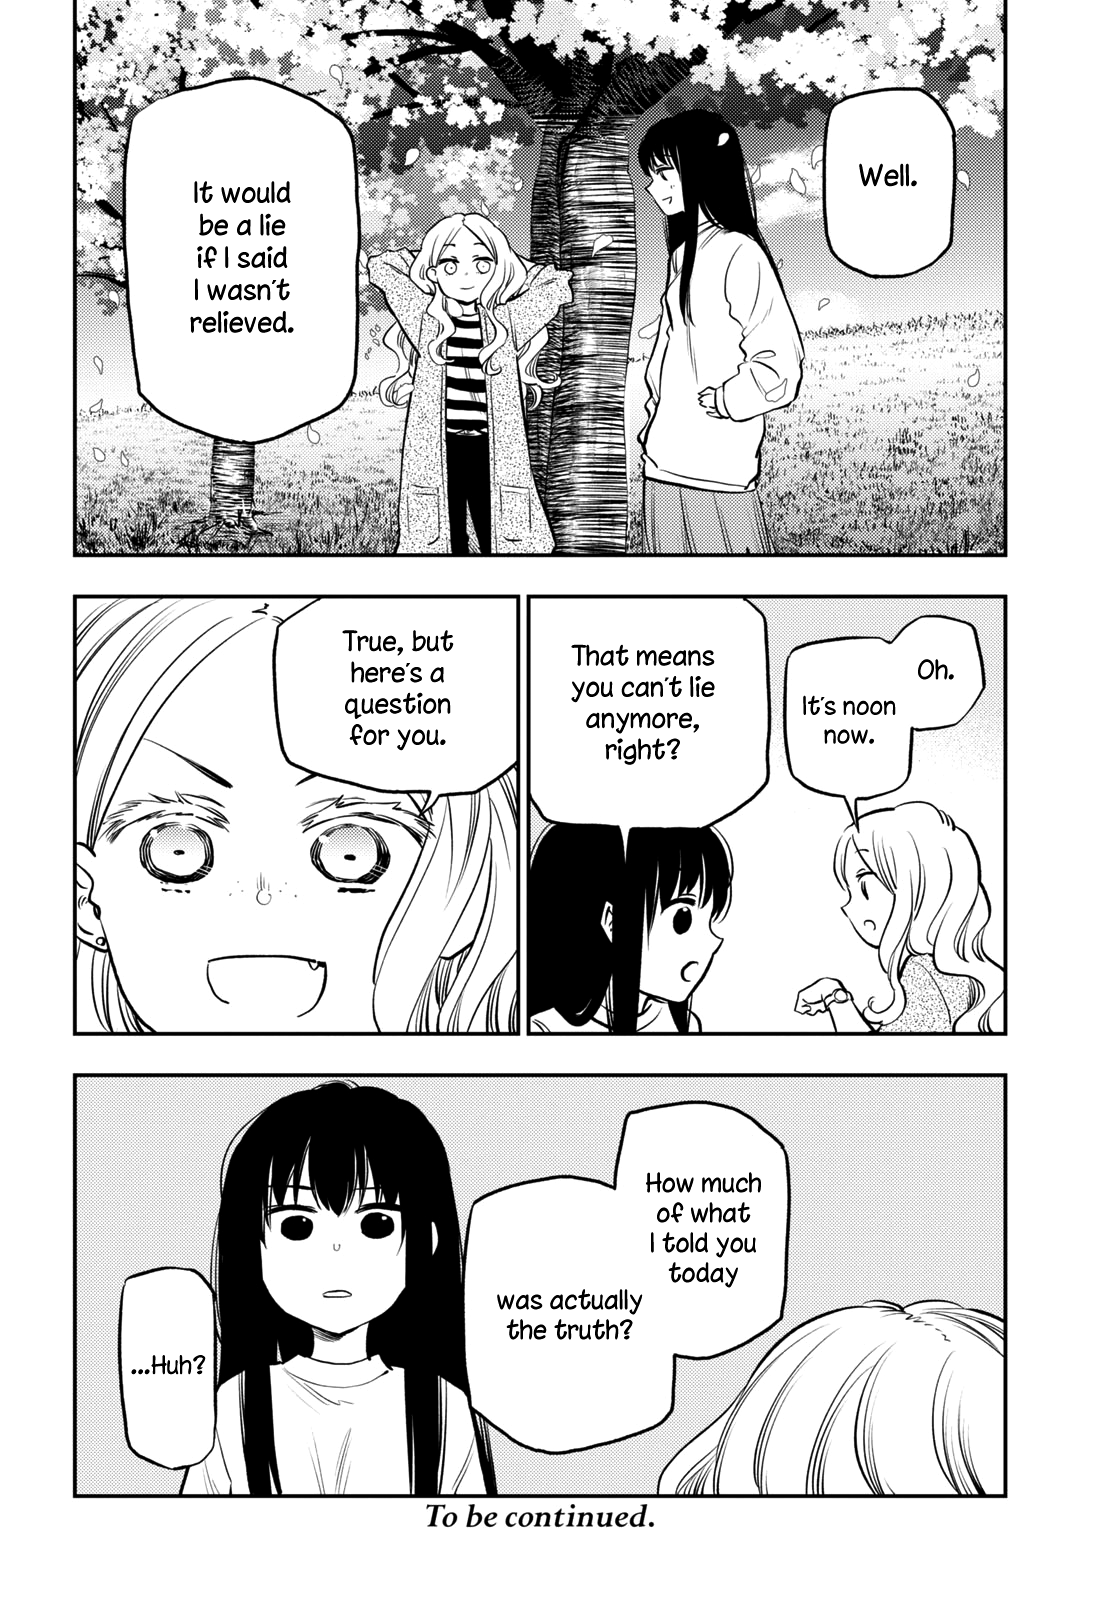 Well.
It would
be a lie
if I said
I wasn't
relieved.
Oh.
It's noon
now.
That means
you can't lie
anymore,
right?
True, but
here's a
question
for you.
How much
of what
I told you
today
was actually
the truth?
...Huh?
To be continued.